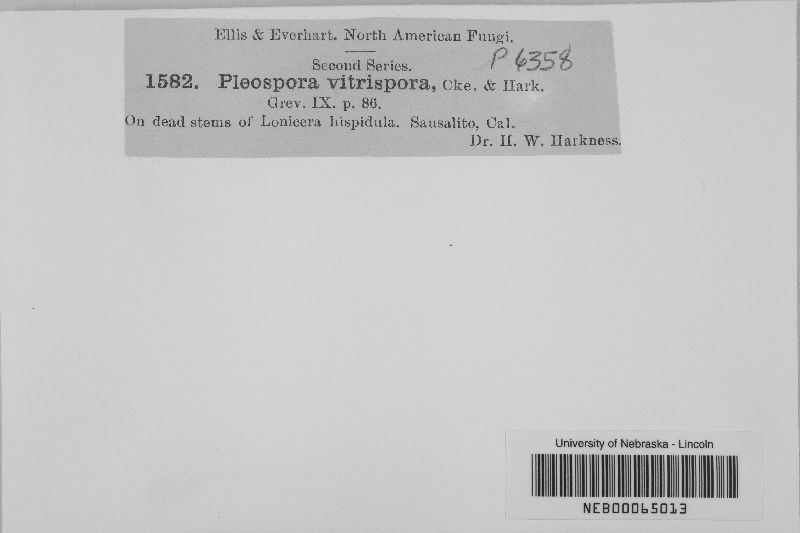 Ellis & Everhart. North American Fungi.
P 6358
Second Series.
1582. Pleospora vitrispora, Cke. & Hark.
Grev. IX. p. 86.
On dead stems of Lonicera hispidula. Sausalito, Cal.
Dr. H. W. Harkness.
University of Nebraska - Lincoln
NEB00065013